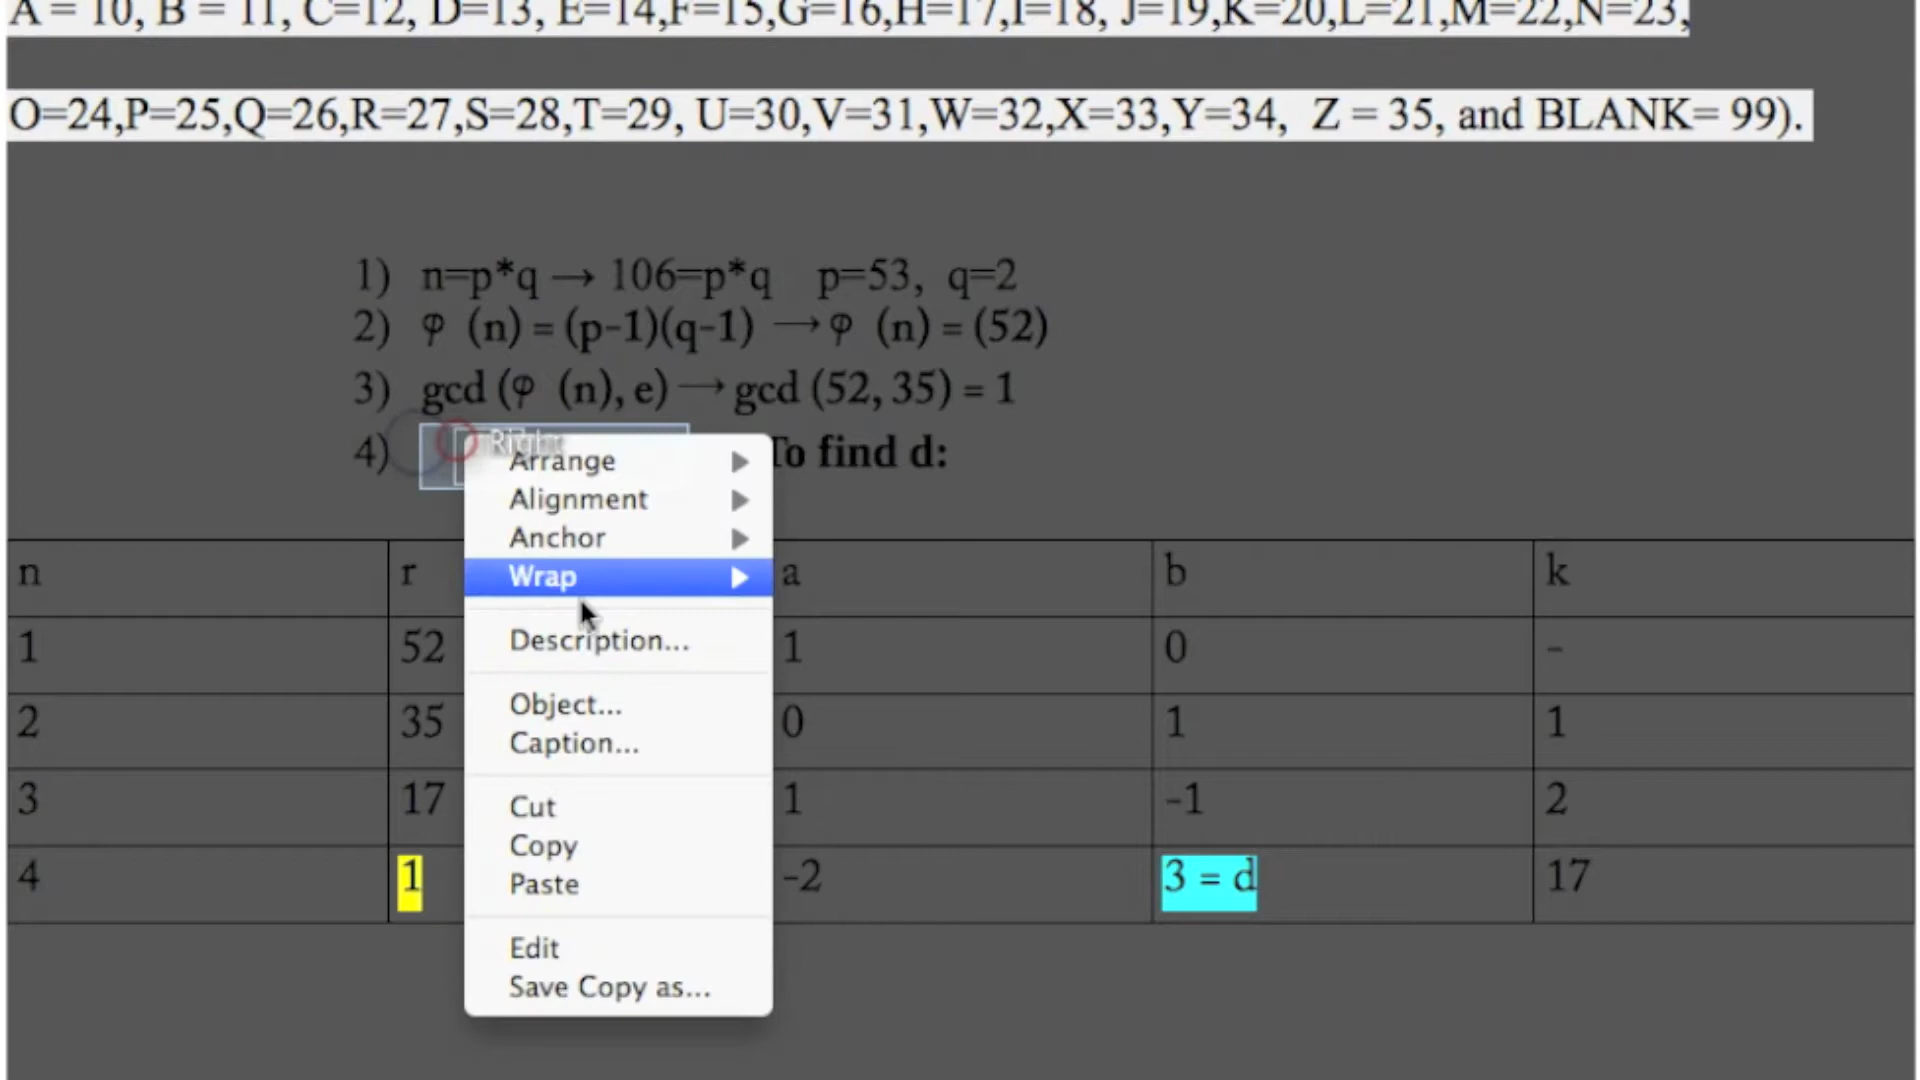 A = 10, B = 11, C=12, D=13, E=14,F=15,G=16,H=17,I=18, J=19,K=20,L=21,M=22,N=23,
O=24,P=25,Q=26,R=27,S=28,T=29, U=30,V=31,W=32,X=33,Y=34, Z = 35, and BLANK= 99).
1) n=p*q → 106=p*q p=53, q=2
2) φ (n) = (p-1)(q-1) → φ (n) = (52)
3) gcd (φ (n), e) → gcd (52, 35) = 1
4) To find d:
Right
Arrange
Alignment
Anchor
Wrap
Description...
Object...
Caption...
Cut
Copy
Paste
Edit
Save Copy as...
n r a b k
1 52 1 0 -
2 35 0 1 1
3 17 1 -1 2
4 1 -2 3 = d 17